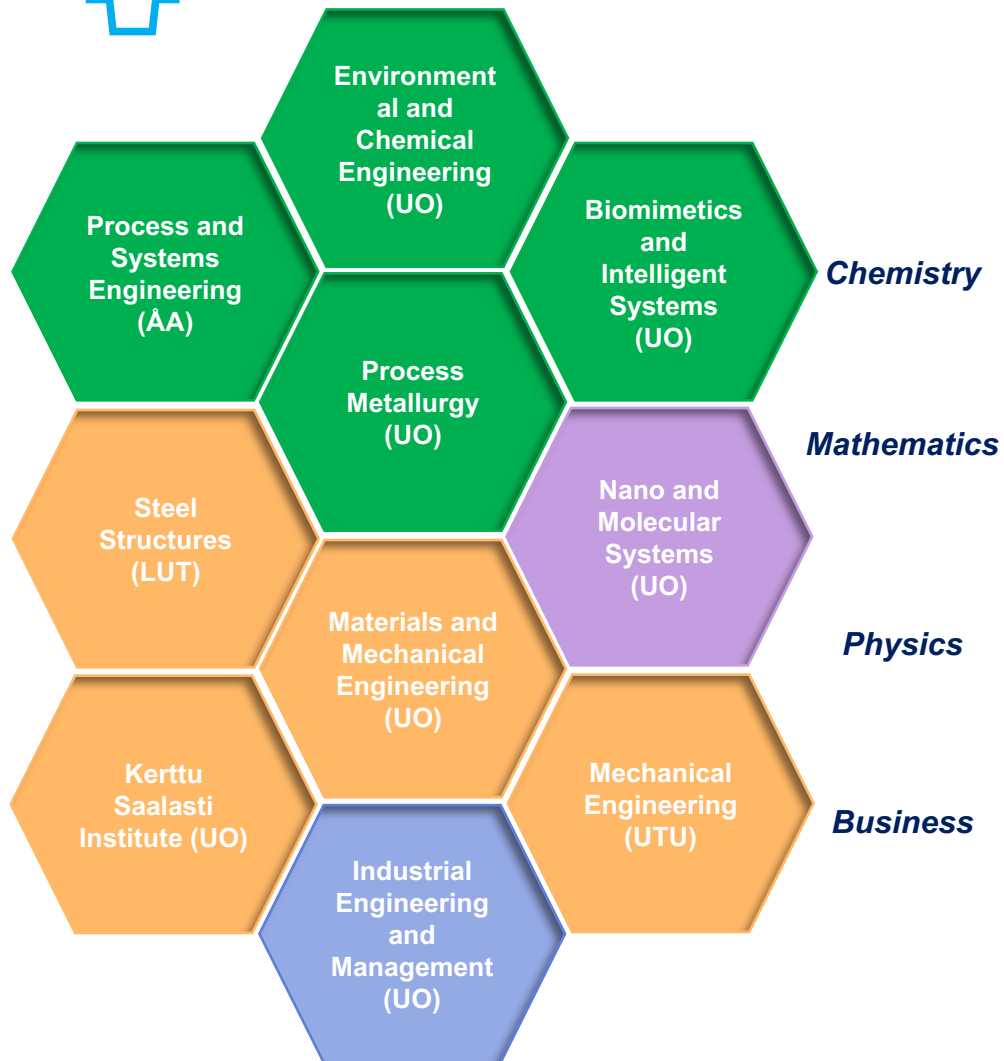 Environment
al and
Chemical
Engineering
(UO)
Process and
Systems
Engineering
(ÅA)
Biomimetics
and
Intelligent
Systems
(UO)
Chemistry
Process
Metallurgy
(UO)
Mathematics
Steel
Structures
(LUT)
Nano and
Molecular
Systems
(UO)
Materials and
Mechanical
Engineering
(UO)
Physics
Kerttu
Saalasti
Institute (UO)
Mechanical
Engineering
(UTU)
Business
Industrial
Engineering
and
Management
(UO)